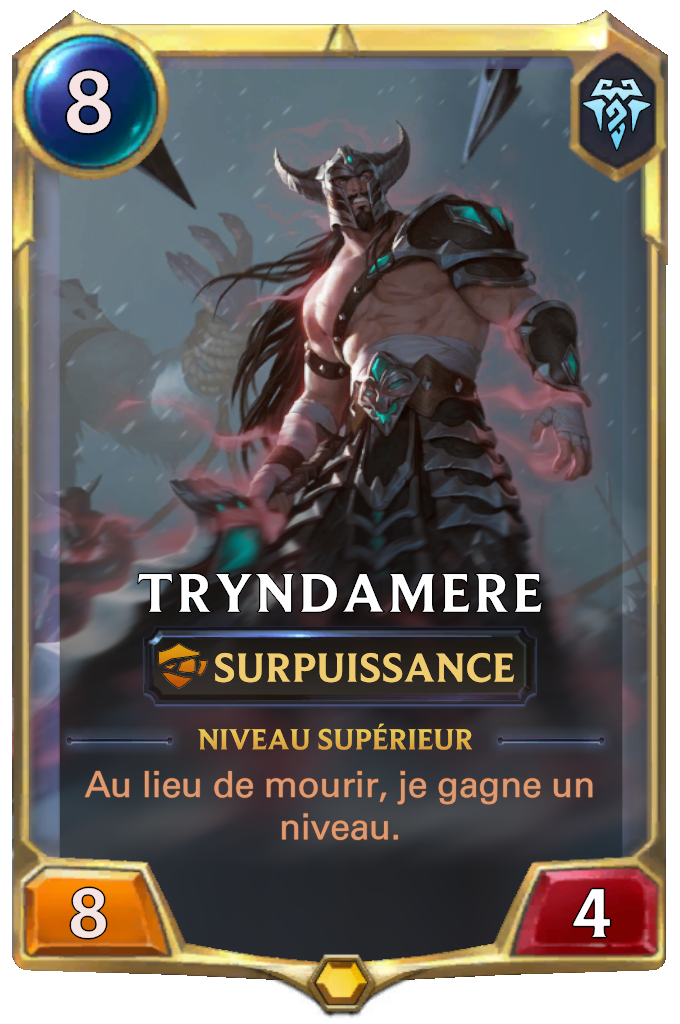 8
TRYNDAMERE
SURPUISSANCE
NIVEAU SUPÉRIEUR
Au lieu de mourir, je gagne un
niveau.
8 4